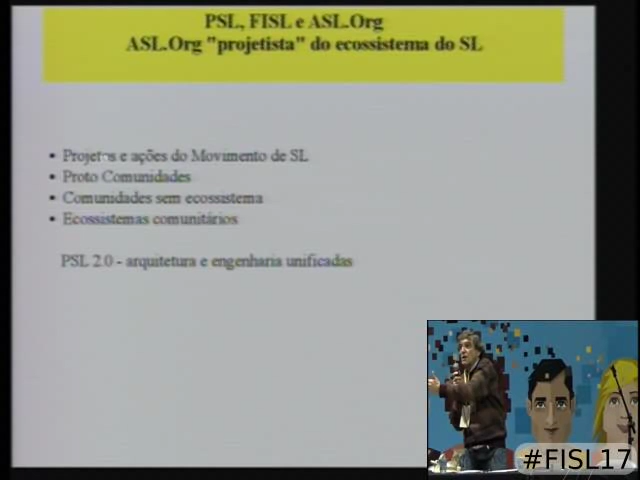 PSL, FISL e ASL.Org
ASL.Org "projetista" do ecossistema do SL
• Projetos e ações do Movimento de SL
• Proto Comunidades
• Comunidades sem ecossistema
• Ecossistemas comunitários
PSL 2.0 - arquitetura e engenharia unificadas
#FISL17